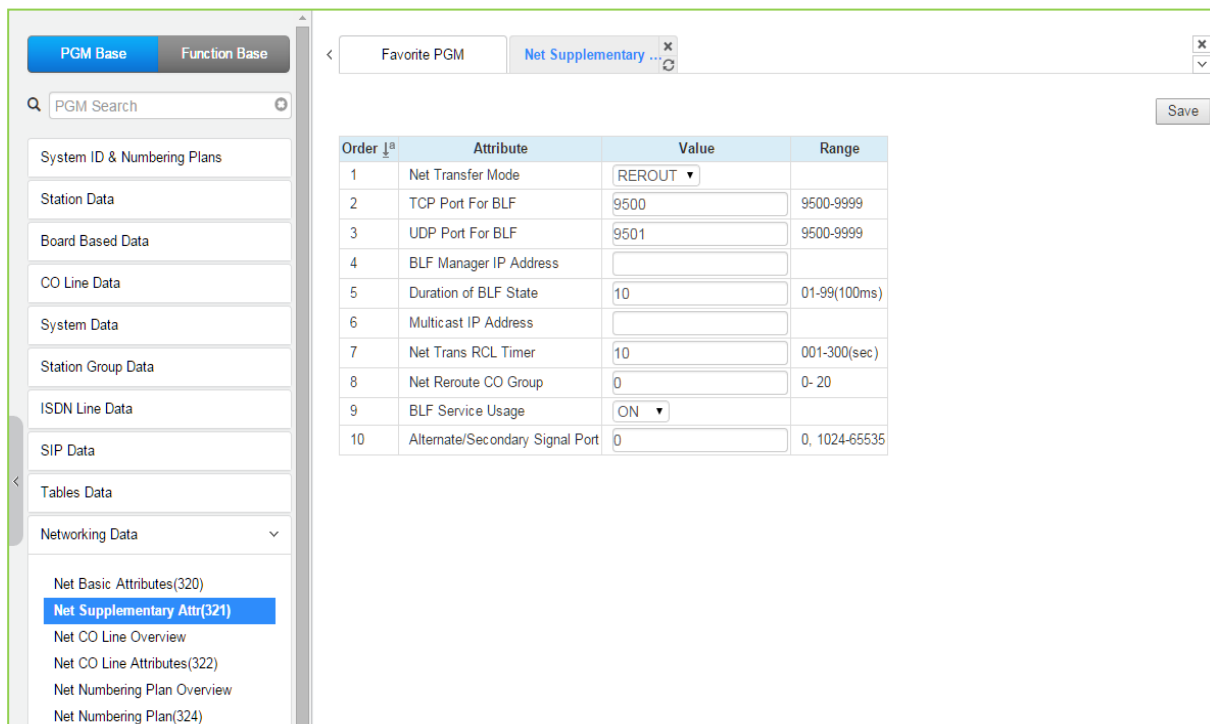 PGM Base Function Base
PGM Search
System ID & Numbering Plans
Station Data
Board Based Data
CO Line Data
System Data
Station Group Data
ISDN Line Data
SIP Data
Tables Data
Networking Data
Net Basic Attributes(320)
Net Supplementary Attr(321)
Net CO Line Overview
Net CO Line Attributes(322)
Net Numbering Plan Overview
Net Numbering Plan(324)
Favorite PGM Net Supplementary ...
Save
Order Attribute Value Range
1 Net Transfer Mode REROUT
2 TCP Port For BLF 9500 9500-9999
3 UDP Port For BLF 9501 9500-9999
4 BLF Manager IP Address
5 Duration of BLF State 10 01-99(100ms)
6 Multicast IP Address
7 Net Trans RCL Timer 10 001-300(sec)
8 Net Reroute CO Group 0 0- 20
9 BLF Service Usage ON
10 Alternate/Secondary Signal Port 0 0, 1024-65535